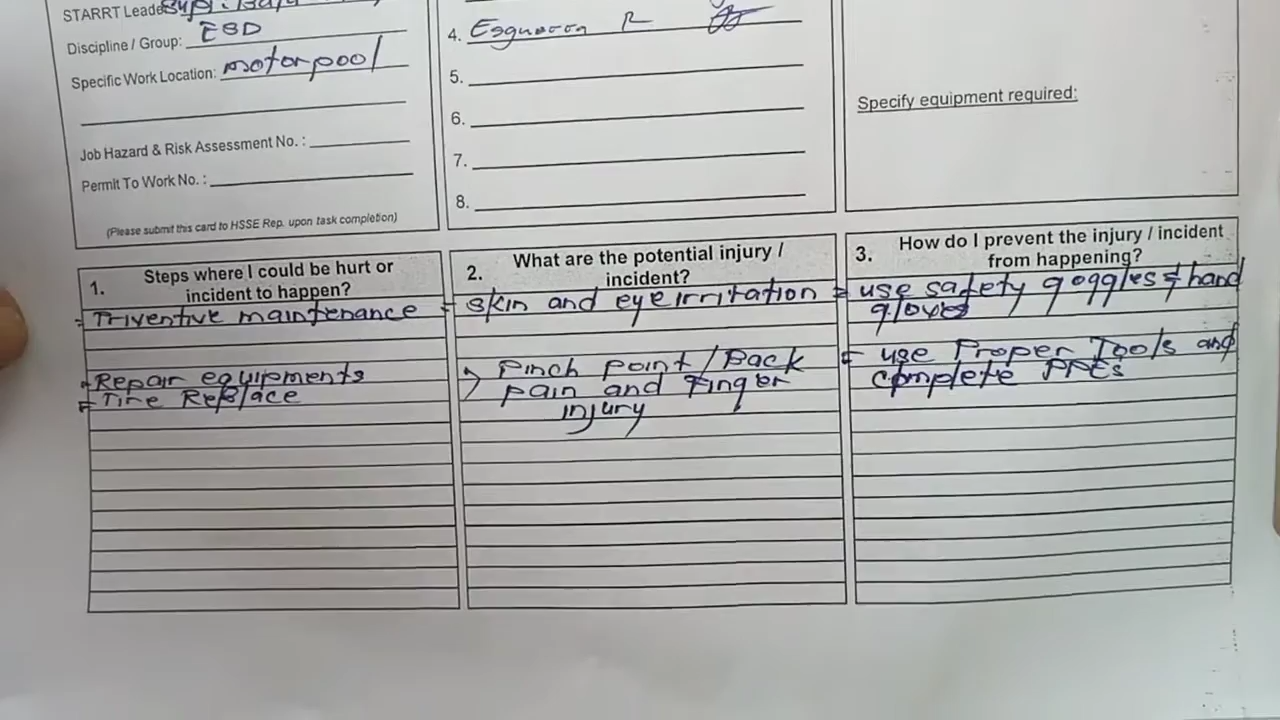 STARRT Leade
Discipline / Group: EBD
Specific Work Location: motorpool
Job Hazard & Risk Assessment No. :
Permit To Work No. :
(Please submit this card to HSSE Rep. upon task completion)
4. R
5.
6.
7.
8.
Specify equipment required:
1. Steps where I could be hurt or
incident to happen?
- Triventive maintenance
- Repair equipments
- Tire Replace
2. What are the potential injury /
incident?
- skin and eye irritation
> Pinch point / Back
pain and Finger
injury
3. How do I prevent the injury / incident
from happening?
= use safety goggles & hand
gloves
= use Proper Tools and
complete PPEs